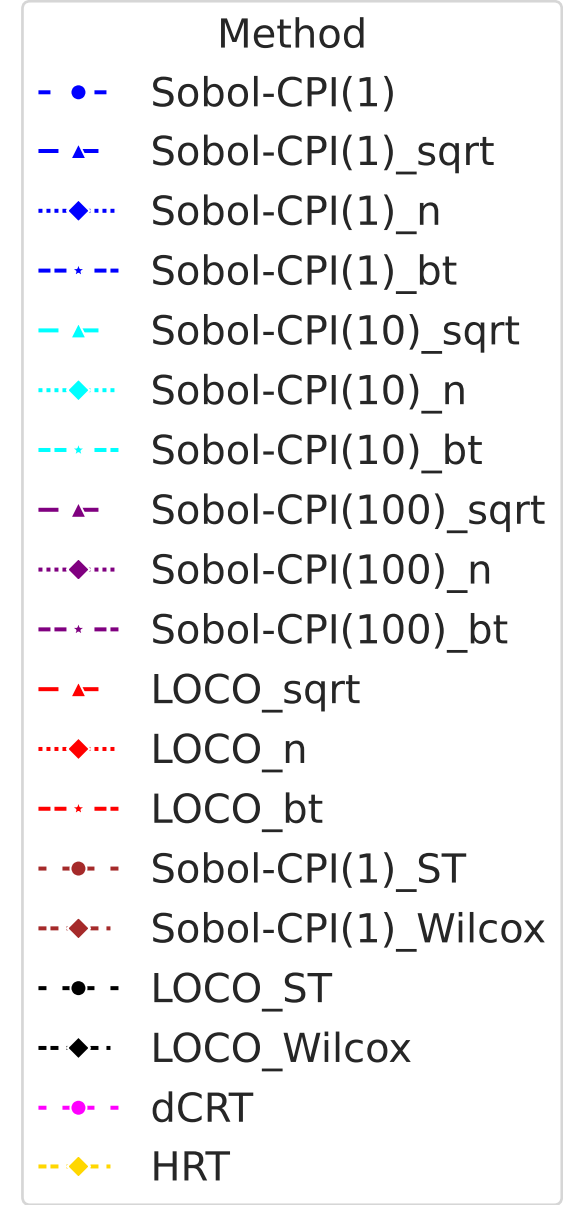 Method
Sobol-CPI(1)
Sobol-CPI(1)_sqrt
Sobol-CPI(1)_n
Sobol-CPI(1)_bt
Sobol-CPI(10)_sqrt
Sobol-CPI(10)_n
Sobol-CPI(10)_bt
Sobol-CPI(100)_sqrt
Sobol-CPI(100)_n
Sobol-CPI(100)_bt
LOCO_sqrt
LOCO_n
LOCO_bt
Sobol-CPI(1)_ST
Sobol-CPI(1)_Wilcox
LOCO_ST
LOCO_Wilcox
dCRT
HRT